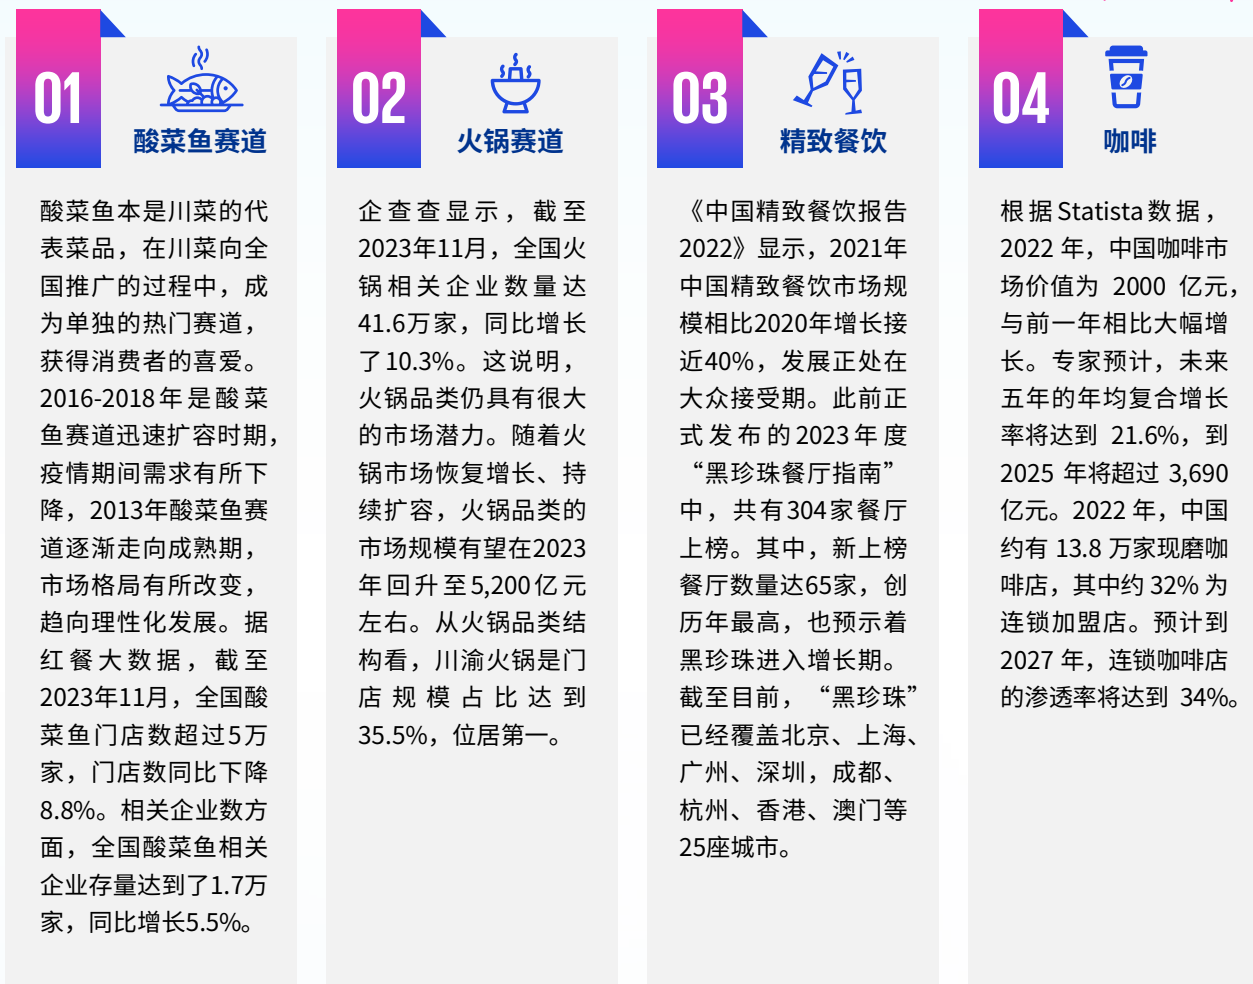 01
酸菜鱼赛道
酸菜鱼本是川菜的代
表菜品，在川菜向全
国推广的过程中，成
为单独的热门赛道，
获得消费者的喜爱。
2016-2018年是酸菜
鱼赛道迅速扩容时期，
疫情期间需求有所下
降，2013年酸菜鱼赛
道逐渐走向成熟期，
市场格局有所改变，
趋向理性化发展。据
红餐大数据，截至
2023年11月，全国酸
菜鱼门店数超过5万
家，门店数同比下降
8.8%。相关企业数方
面，全国酸菜鱼相关
企业存量达到了1.7万
家，同比增长5.5%。
02
火锅赛道
企查查显示，截至
2023年11月，全国火
锅相关企业数量达
41.6万家，同比增长
了10.3%。这说明，
火锅品类仍具有很大
的市场潜力。随着火
锅市场恢复增长、持
续扩容，火锅品类的
市场规模有望在2023
年回升至5,200亿元
左右。从火锅品类结
构看，川渝火锅是门
店规模占比达到
35.5%，位居第一。
03
精致餐饮
《中国精致餐饮报告
2022》显示，2021年
中国精致餐饮市场规
模相比2020年增长接
近40%，发展正处在
大众接受期。此前正
式发布的2023年度
“黑珍珠餐厅指南”
中，共有304家餐厅
上榜。其中，新上榜
餐厅数量达65家，创
历年最高，也预示着
黑珍珠进入增长期。
截至目前，“黑珍珠”
已经覆盖北京、上海、
广州、深圳，成都、
杭州、香港、澳门等
25座城市。
04
咖啡
根据Statista数据，
2022 年，中国咖啡市
场价值为 2000 亿元，
与前一年相比大幅增
长。专家预计，未来
五年的年均复合增长
率将达到 21.6%，到
2025 年将超过 3,690
亿元。2022 年，中国
约有 13.8 万家现磨咖
啡店，其中约 32% 为
连锁加盟店。预计到
2027 年，连锁咖啡店
的渗透率将达到 34%。